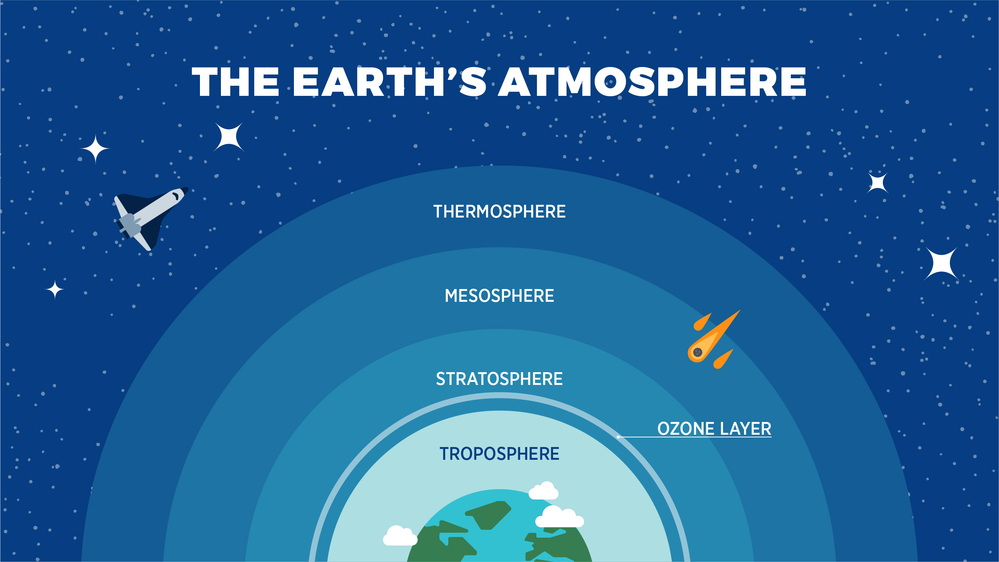 THE EARTH’S ATMOSPHERE
THERMOSPHERE
MESOSPHERE
STRATOSPHERE
OZONE LAYER
TROPOSPHERE